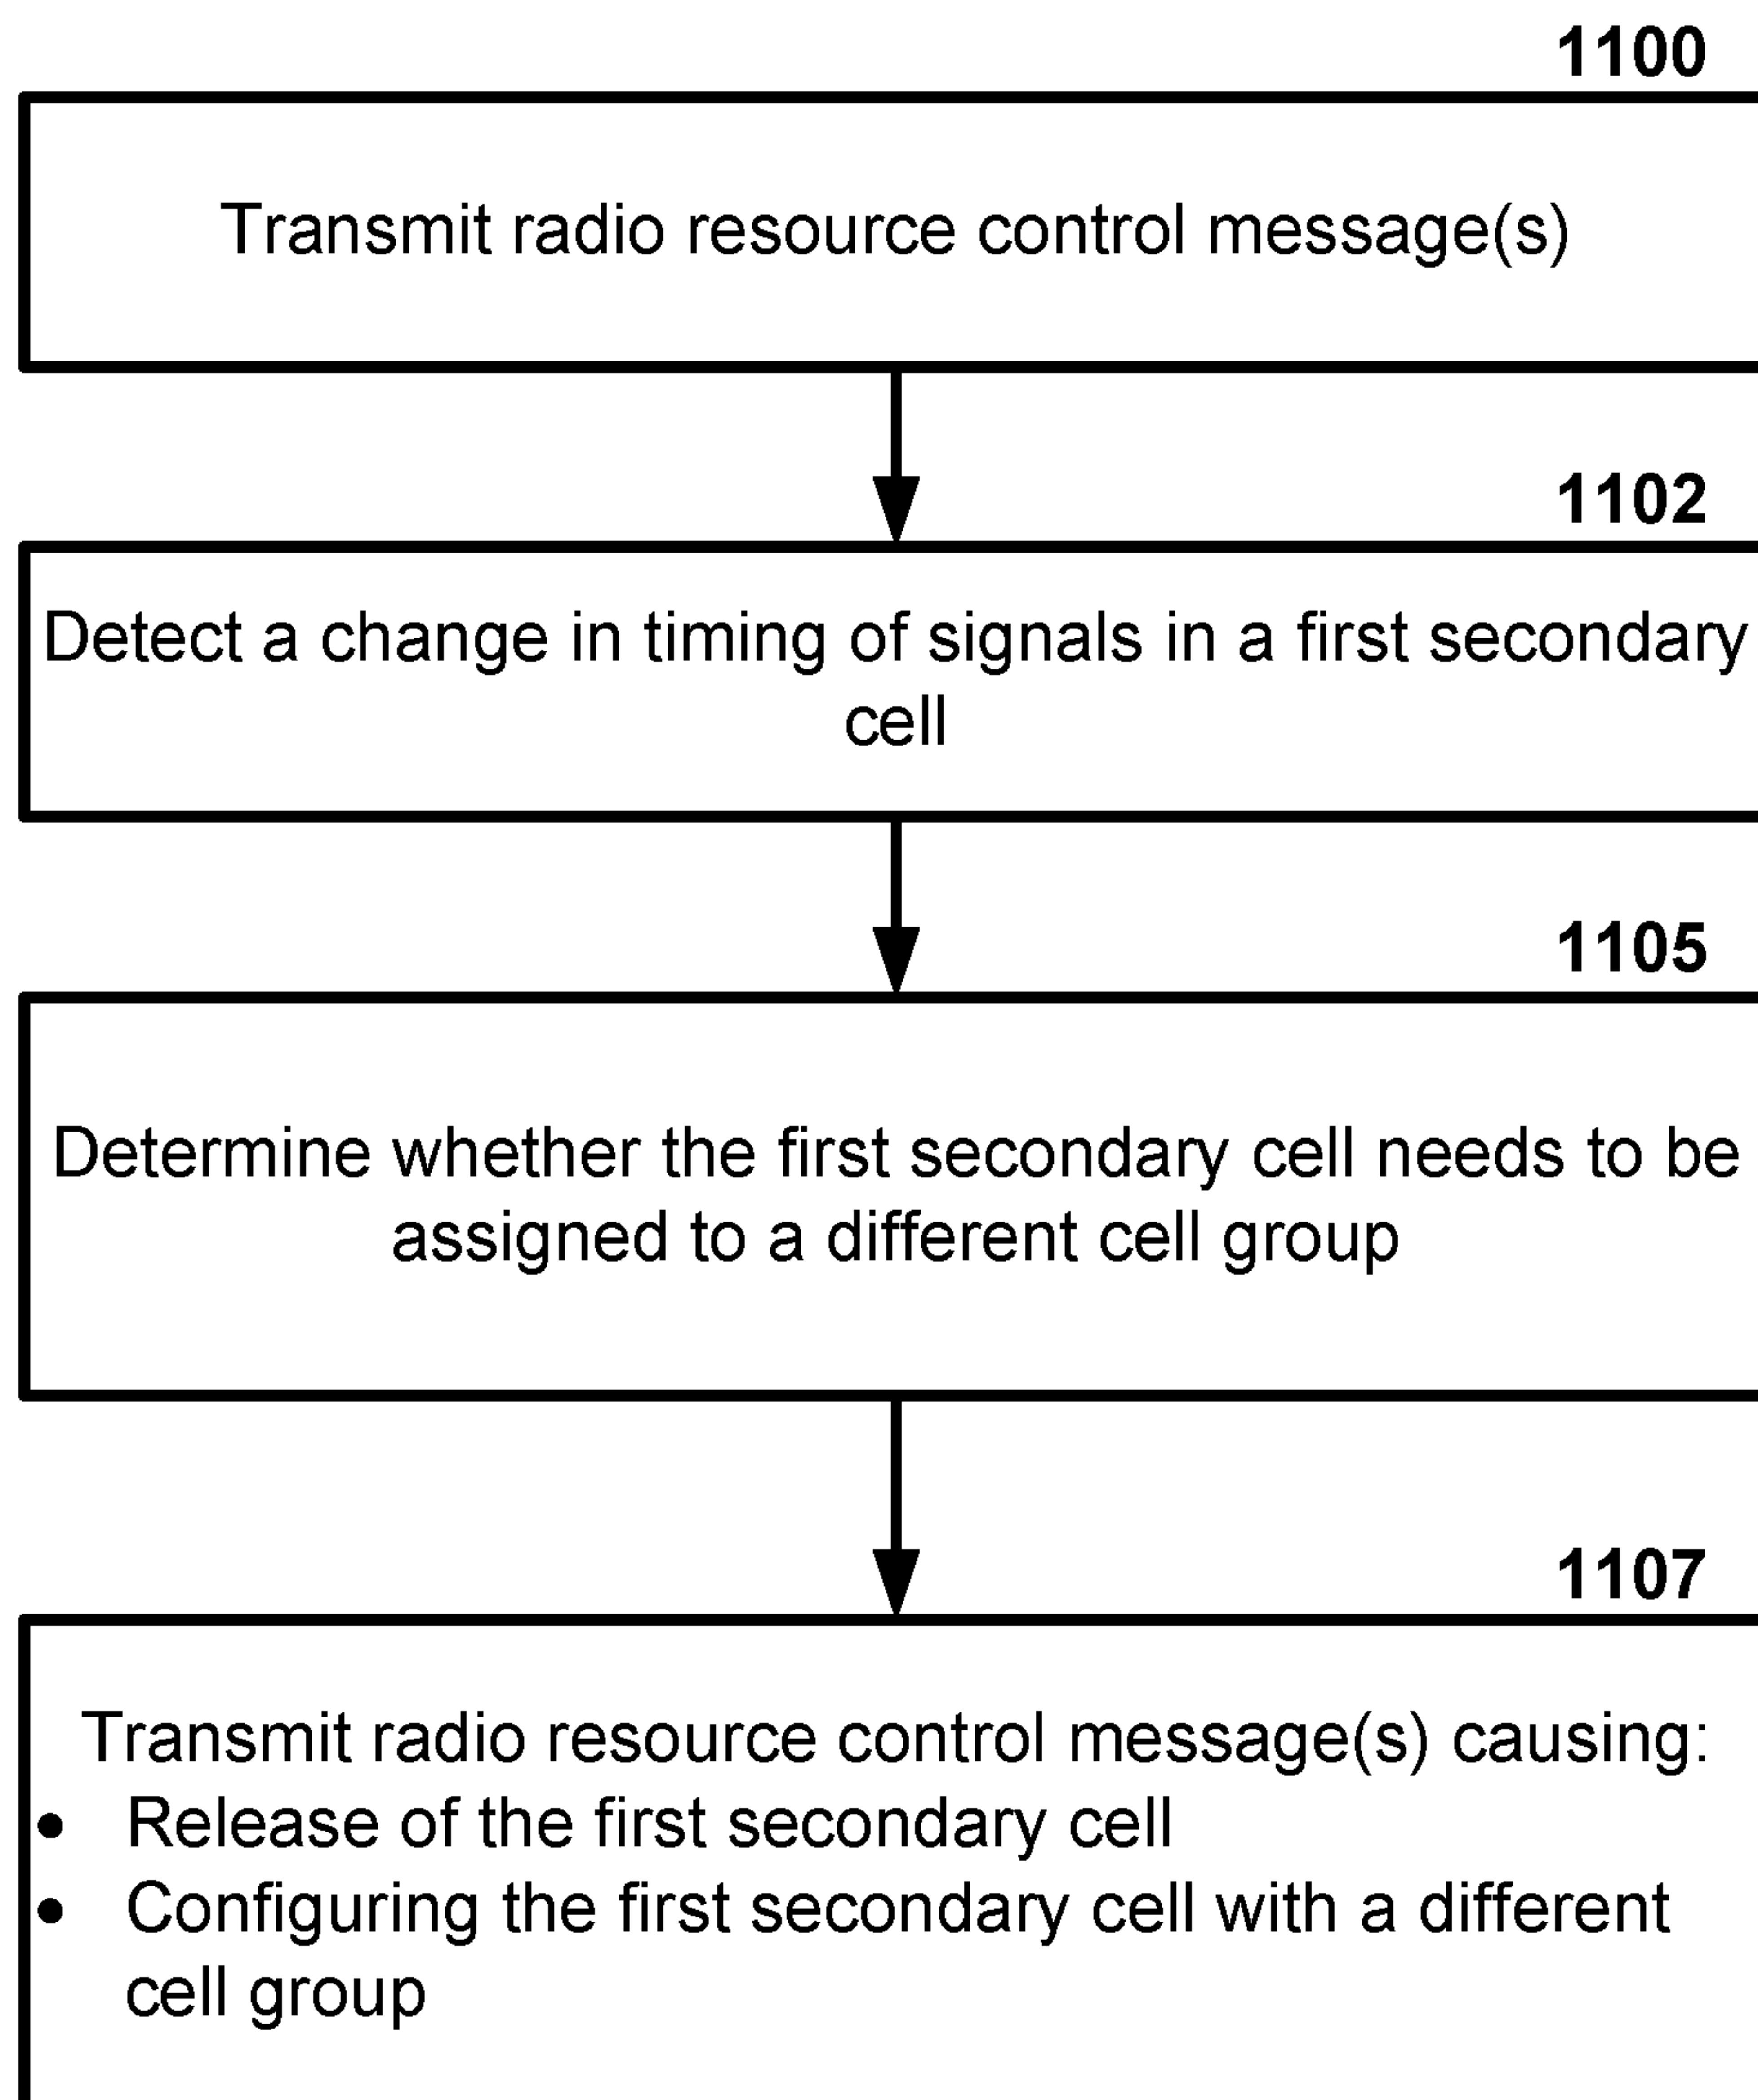 1100
Transmit radio resource control message(s)
1102
Detect a change in timing of signals in a first secondary
cell
1105
Determine whether the first secondary cell needs to be
assigned to a different cell group
1107
Transmit radio resource control message(s) causing:
• Release of the first secondary cell
• Configuring the first secondary cell with a different
cell group